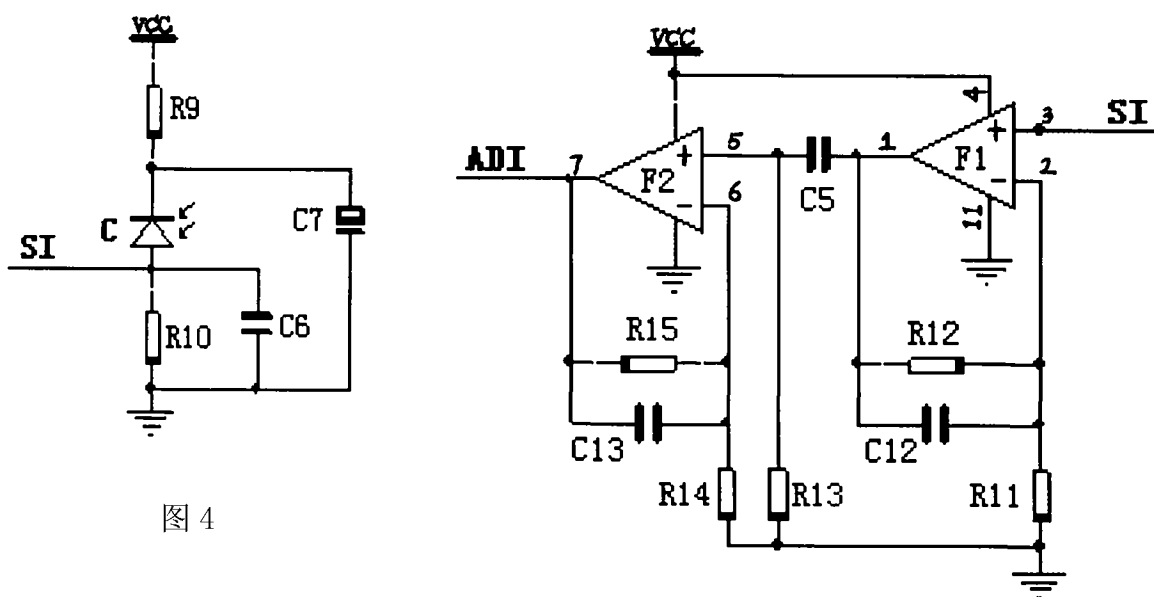 VCC
R9
C
C7
SI
R10
C6
图 4
VCC
4
3
SI
ADI
7
F2
+
-
5
6
C5
1
F1
+
-
2
11
R15
R12
C13
C12
R14
R13
R11